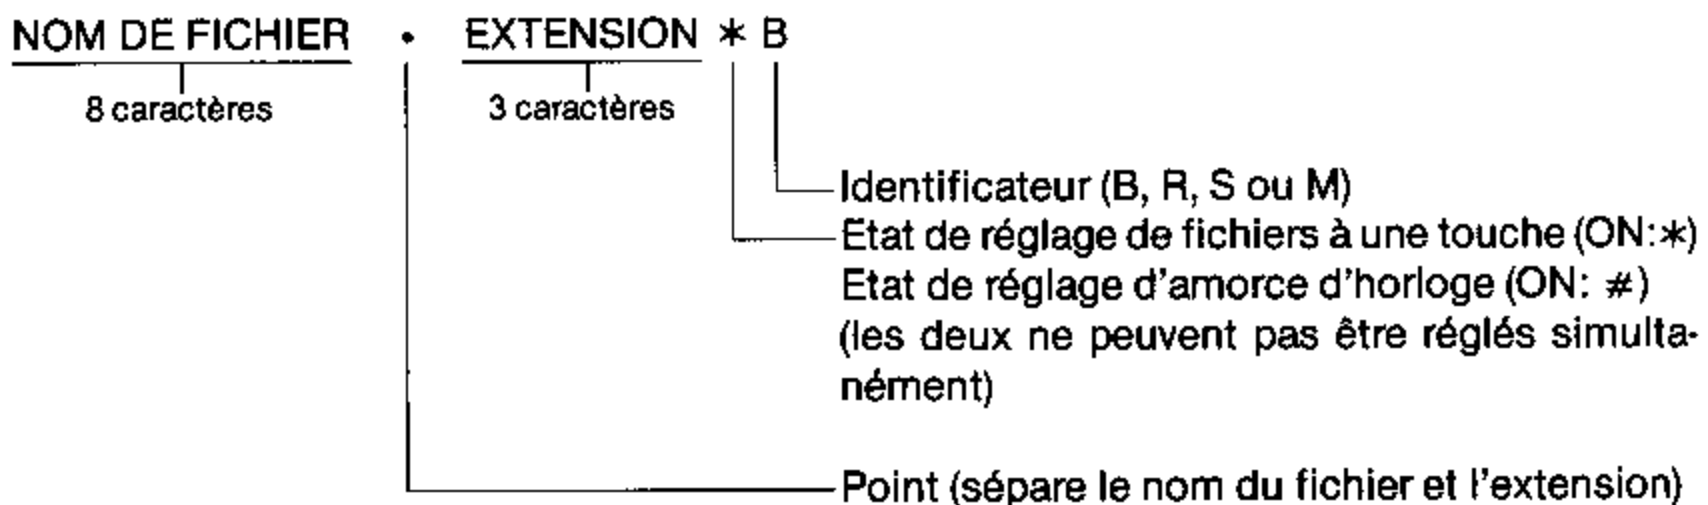 NOM DE FICHIER • EXTENSION * B
8 caractères 3 caractères
Identificateur (B, R, S ou M)
Etat de réglage de fichiers à une touche (ON:*)
Etat de réglage d'amorce d'horloge (ON: #)
(les deux ne peuvent pas être réglés simulta-
nément)
Point (sépare le nom du fichier et l'extension)